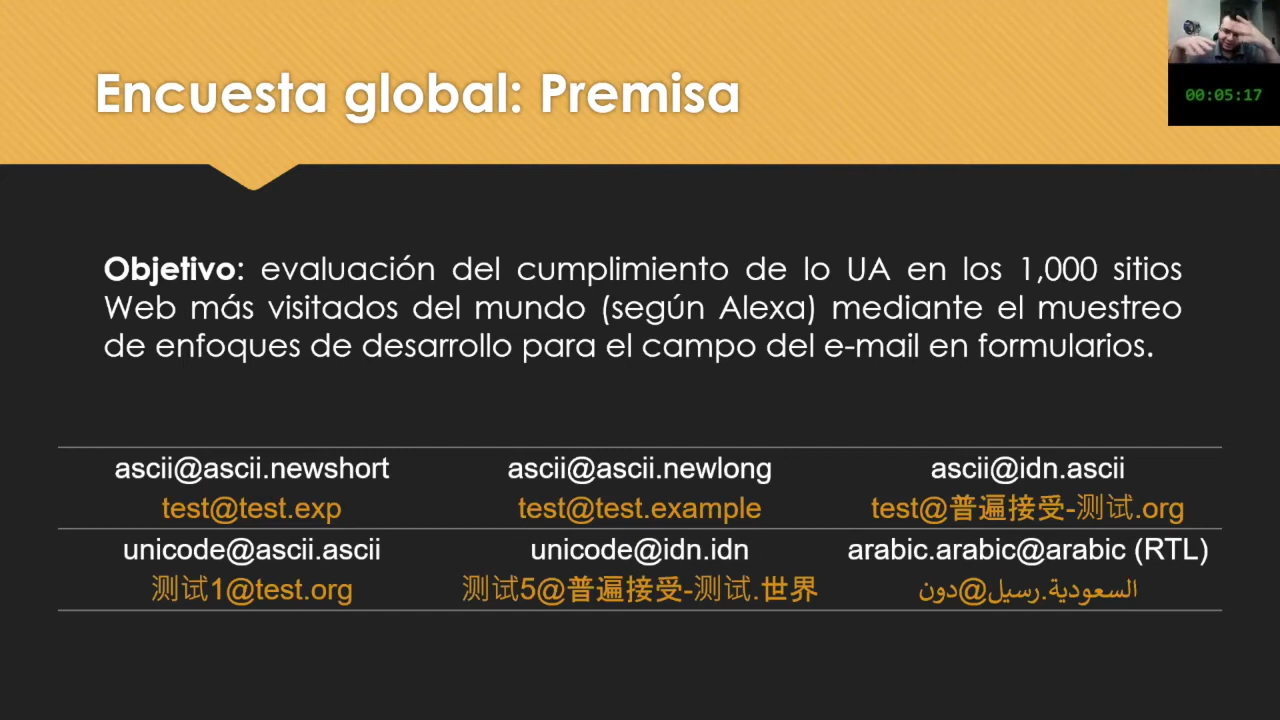 Encuesta global: Premisa
00:05:17
Objetivo: evaluación del cumplimiento de lo UA en los 1,000 sitios
Web más visitados del mundo (según Alexa) mediante el muestreo
de enfoques de desarrollo para el campo del e-mail en formularios.
ascii@ascii.newshort ascii@ascii.newlong ascii@idn.ascii
test@test.exp test@test.example test@普遍接受-测试.org
unicode@ascii.ascii unicode@idn.idn arabic.arabic@arabic (RTL)
测试1@test.org 测试5@普遍接受-测试.世界 السعودية.رسيل@دون